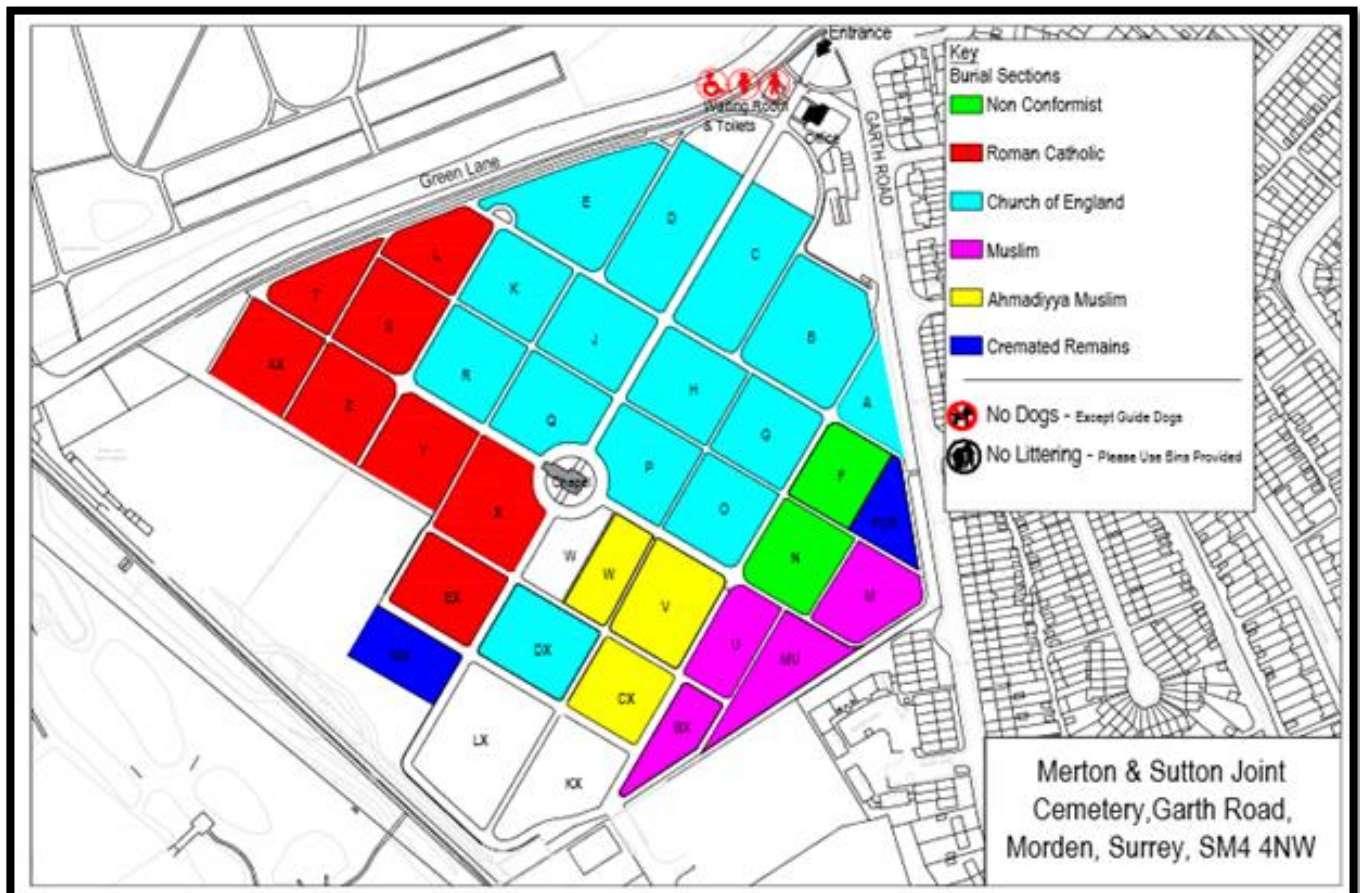 Entrance
Waiting Room
& Toilets
Office
GARTH ROAD
Green Lane
Key
Burial Sections
Non Conformist
Roman Catholic
Church of England
Muslim
Ahmadiyya Muslim
Cremated Remains
No Dogs - Except Guide Dogs
No Littering - Please Use Bins Provided
E
D
C
L
K
B
T
S
J
AX
R
H
A
Z
Q
G
Y
P
F
Chapel
X
O
W
W
N
V
M
EX
U
MU
DX
CX
BX
LX
KX
Merton & Sutton Joint
Cemetery,Garth Road,
Morden, Surrey, SM4 4NW